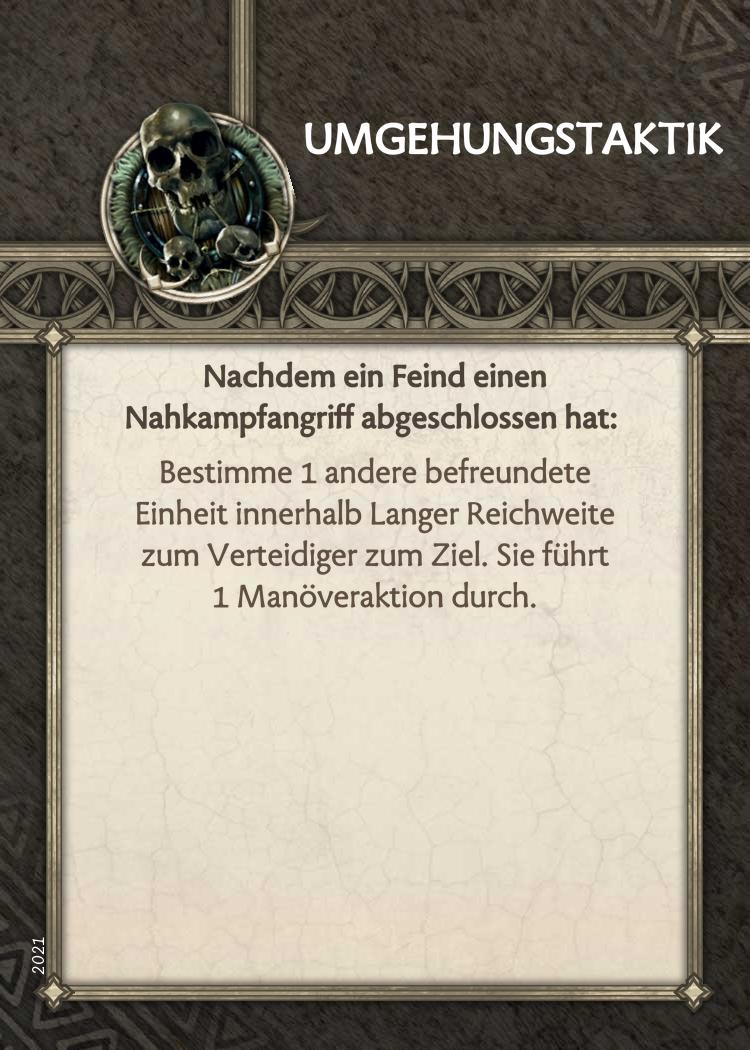 UMGEHUNGSTAKTIK
Nachdem ein Feind einen
Nahkampfangriff abgeschlossen hat:
Bestimme 1 andere befreundete
Einheit innerhalb Langer Reichweite
zum Verteidiger zum Ziel. Sie führt
1 Manöveraktion durch.
2021